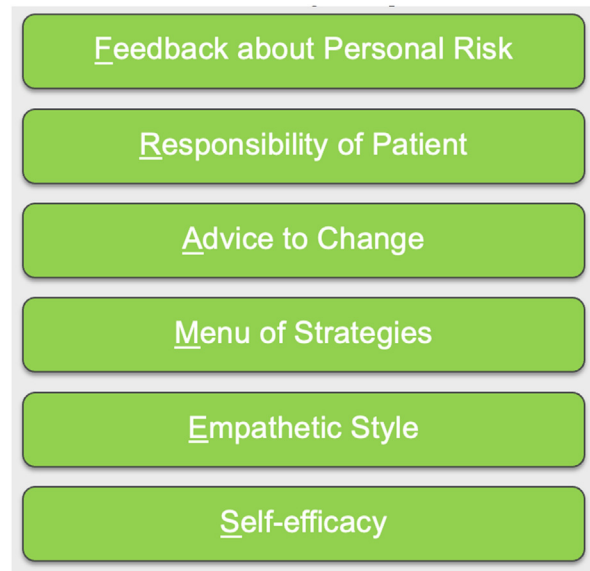 Feedback about Personal Risk
Responsibility of Patient
Advice to Change
Menu of Strategies
Empathetic Style
Self-efficacy